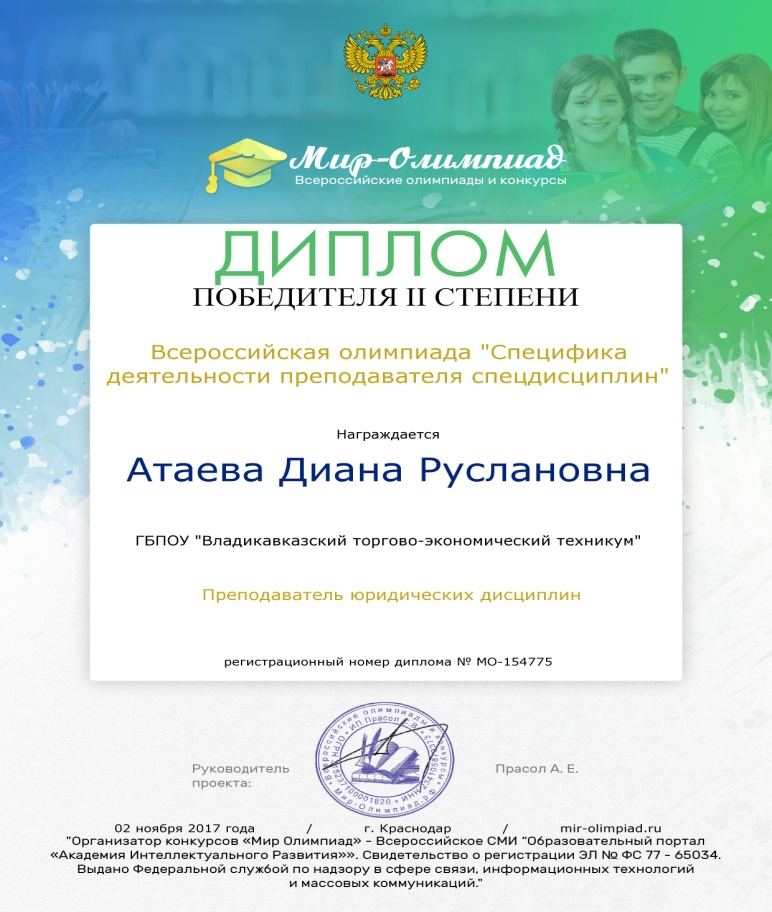 Мир-Олимпиад
Всероссийские олимпиады и конкурсы
ДИПЛОМ
ПОБЕДИТЕЛЯ II СТЕПЕНИ
Всероссийская олимпиада "Специфика
деятельности преподавателя спецдисциплин"
Награждается
Атаева Диана Руслановна
ГБПОУ "Владикавказский торгово-экономический техникум"
Преподаватель юридических дисциплин
регистрационный номер диплома № МО-154775
Всероссийские олимпиады и конкурсы
Мир-Олимпиад.рф
ИП Прасол
Руководитель
проекта:
Прасол А. Е.
02 ноября 2017 года / г. Краснодар / mir-olimpiad.ru
"Организатор конкурсов «Мир Олимпиад» - Всероссийское СМИ “Образовательный портал
«Академия Интеллектуального Развития»». Свидетельство о регистрации ЭЛ № ФС 77 - 65034.
Выдано Федеральной службой по надзору в сфере связи, информационных технологий
и массовых коммуникаций."